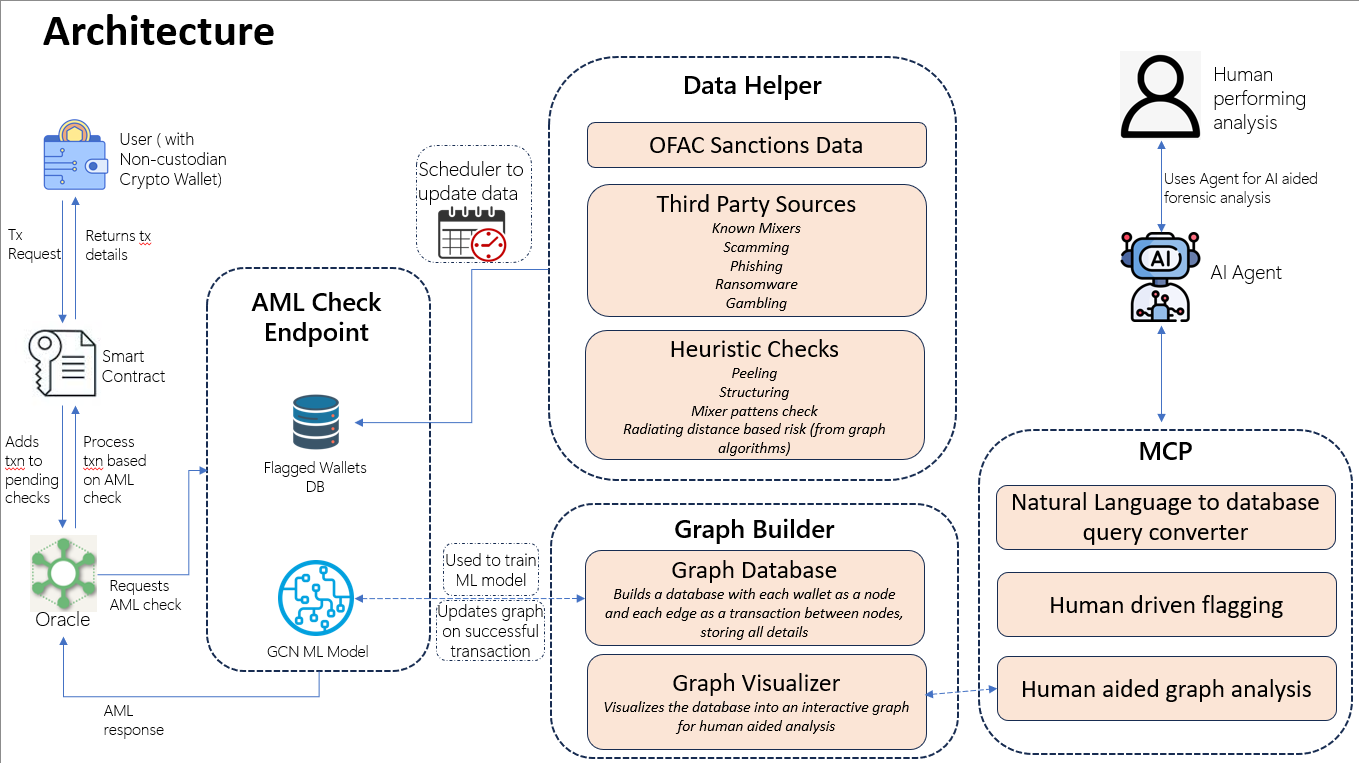 Architecture
User ( with
Non-custodian
Crypto Wallet)
Tx
Request
Returns tx
details
Smart
Contract
Adds
txn to
pending
checks
Process
txn based
on AML
check
Oracle
Requests
AML check
AML
response
AML Check
Endpoint
Flagged Wallets
DB
GCN ML Model
Scheduler to
update data
Data Helper
OFAC Sanctions Data
Third Party Sources
Known Mixers
Scamming
Phishing
Ransomware
Gambling
Heuristic Checks
Peeling
Structuring
Mixer pattens check
Radiating distance based risk (from graph
algorithms)
Used to train
ML model
Updates graph
on successful
transaction
Graph Builder
Graph Database
Builds a database with each wallet as a node
and each edge as a transaction between nodes,
storing all details
Graph Visualizer
Visualizes the database into an interactive graph
for human aided analysis
Human
performing
analysis
Uses Agent for AI aided
forensic analysis
AI
AI Agent
MCP
Natural Language to database
query converter
Human driven flagging
Human aided graph analysis